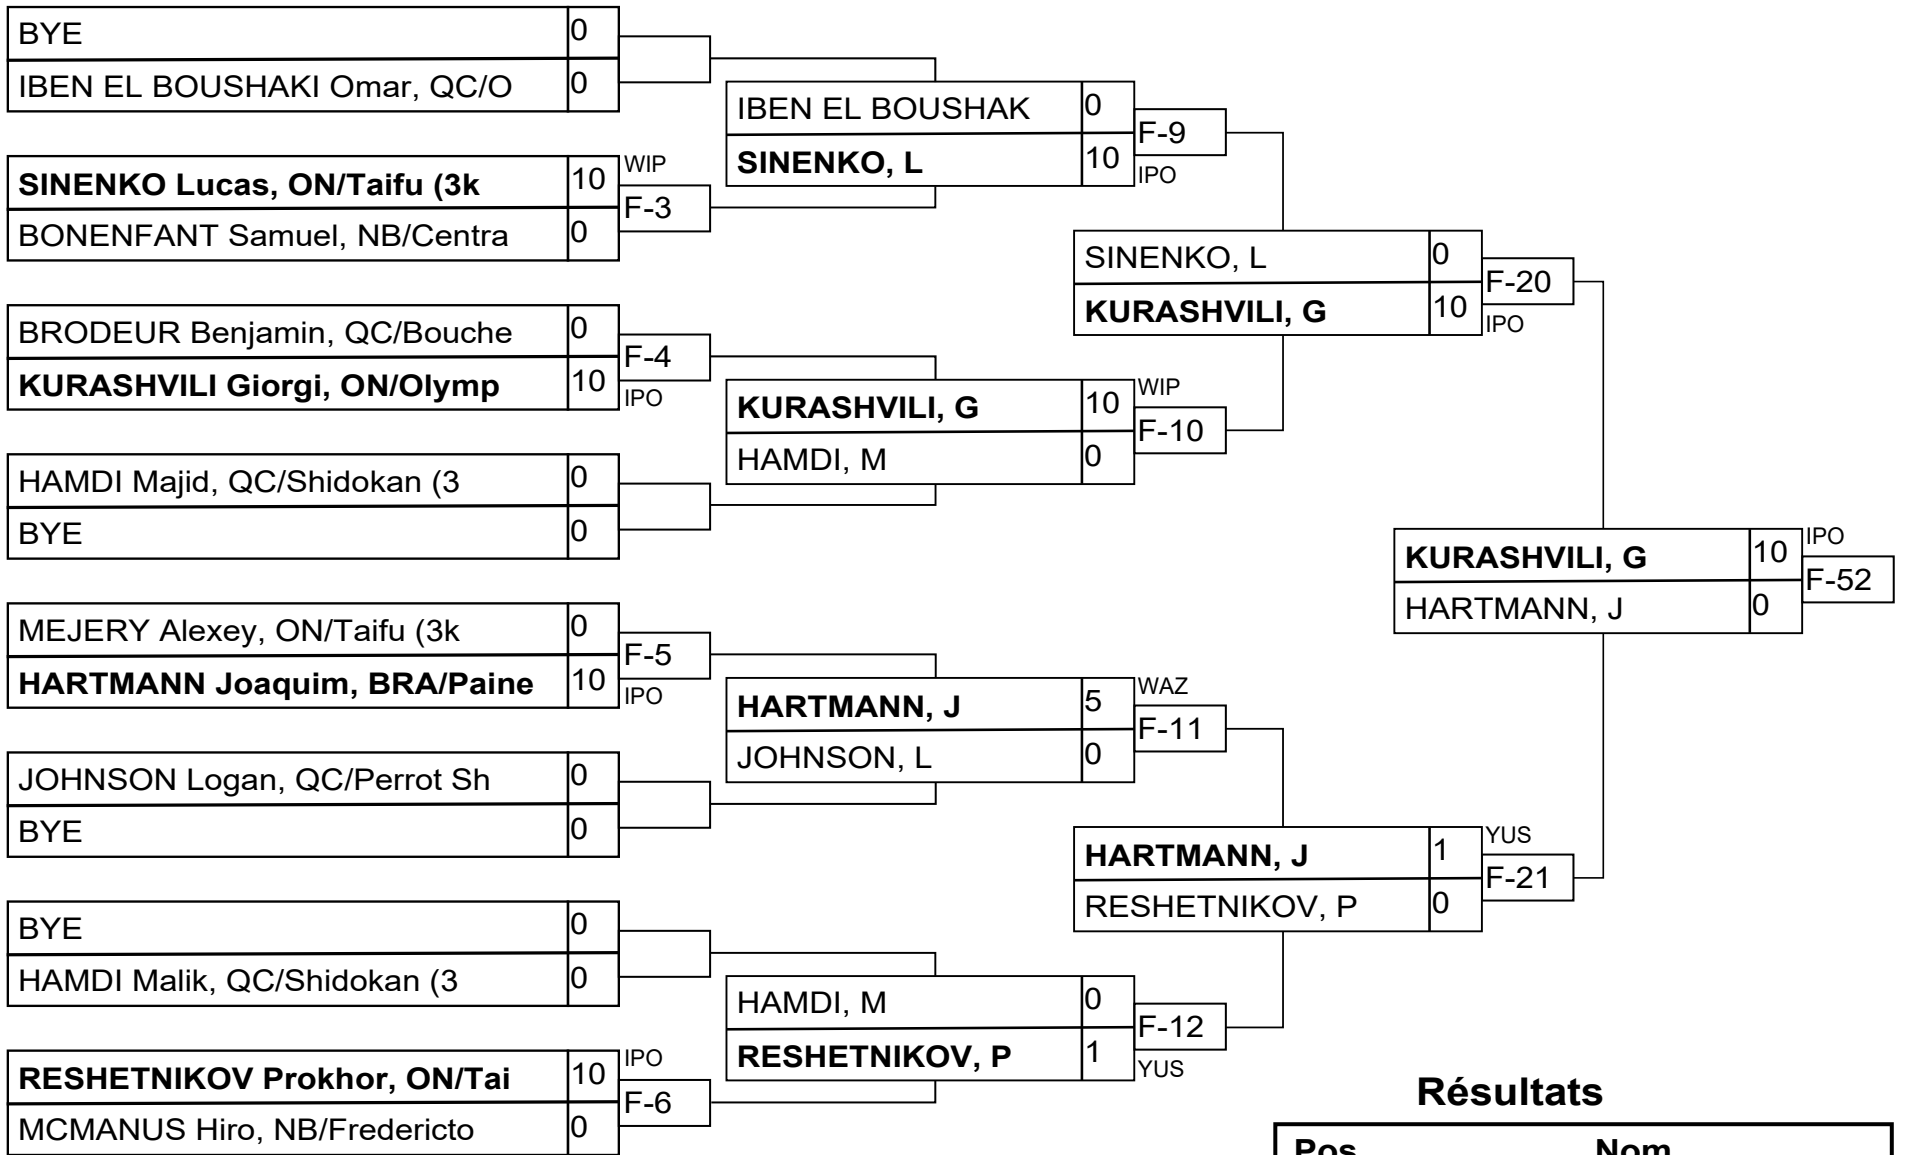 BYE 0
IBEN EL BOUSHAKI Omar, QC/O 0
SINENKO Lucas, ON/Taifu (3k 10 WIP
F-3
BONENFANT Samuel, NB/Centra 0
BRODEUR Benjamin, QC/Bouche 0
F-4
KURASHVILI Giorgi, ON/Olymp 10 IPO
HAMDI Majid, QC/Shidokan (3 0
BYE 0
MEJERY Alexey, ON/Taifu (3k 0
F-5
HARTMANN Joaquim, BRA/Paine 10 IPO
JOHNSON Logan, QC/Perrot Sh 0
BYE 0
BYE 0
HAMDI Malik, QC/Shidokan (3 0
RESHETNIKOV Prokhor, ON/Tai 10 IPO
F-6
MCMANUS Hiro, NB/Fredericto 0
IBEN EL BOUSHAK 0
F-9
SINENKO, L 10 IPO
KURASHVILI, G 10 WIP
F-10
HAMDI, M 0
HARTMANN, J 5 WAZ
F-11
JOHNSON, L 0
HAMDI, M 0
F-12
RESHETNIKOV, P 1 YUS
SINENKO, L 0
F-20
KURASHVILI, G 10 IPO
HARTMANN, J 1 YUS
F-21
RESHETNIKOV, P 0
KURASHVILI, G 10 IPO
F-52
HARTMANN, J 0
Résultats
Pos Nom